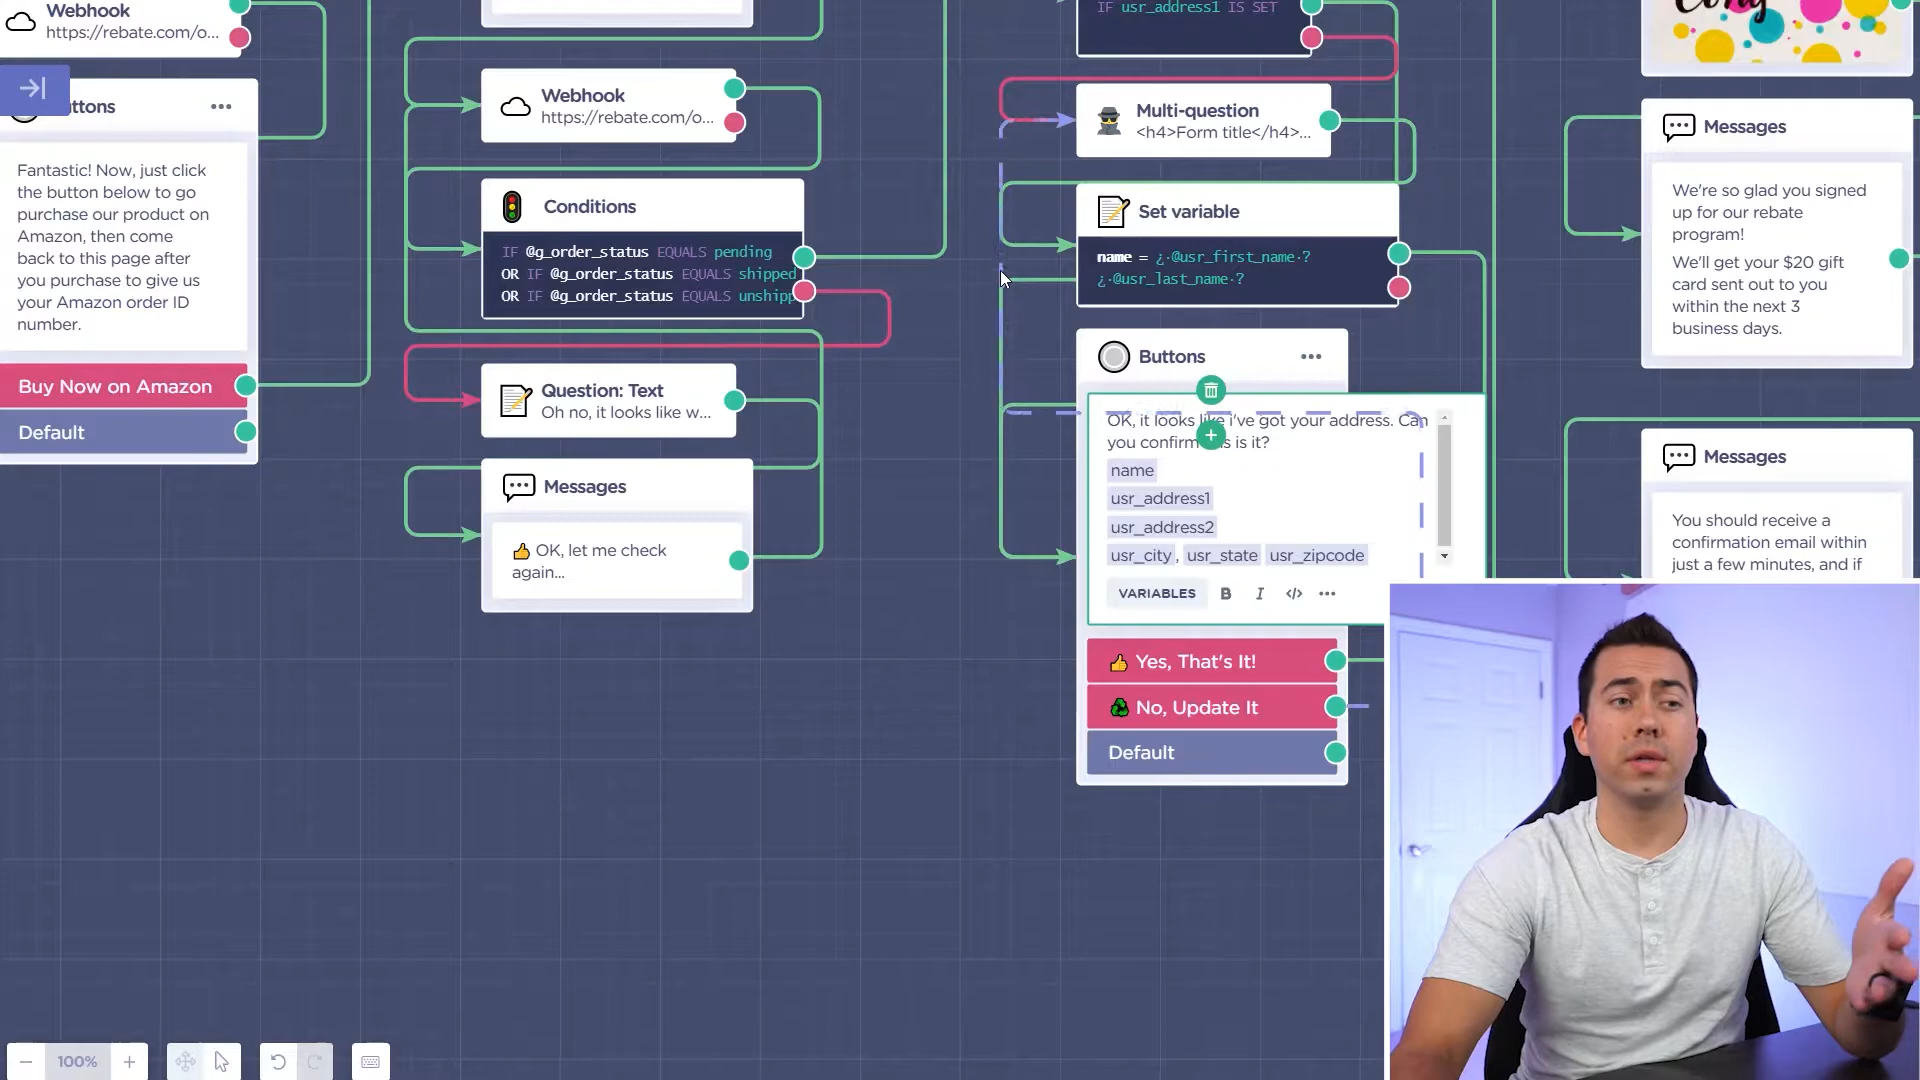 Webhook
https://rebate.com/o...
Buttons
Fantastic! Now, just click
the button below to go
purchase our product on
Amazon, then come
back to this page after
you purchase to give us
your Amazon order ID
number.
Buy Now on Amazon
Default
Webhook
https://rebate.com/o...
Conditions
IF @g_order_status EQUALS pending
OR IF @g_order_status EQUALS shipped
OR IF @g_order_status EQUALS unshipp
Question: Text
Oh no, it looks like w...
Messages
👍 OK, let me check
again...
IF usr_address1 IS SET
Multi-question
<h4>Form title</h4>...
Set variable
name = ¿·@usr_first_name·?
¿·@usr_last_name·?
Buttons
OK, it looks like i've got your address. Can
you confirm this is it?
name
usr_address1
usr_address2
usr_city, usr_state usr_zipcode
VARIABLES B I </> •••
👍 Yes, That's It!
♻ No, Update It
Default
Messages
We're so glad you signed
up for our rebate
program!
We'll get your $20 gift
card sent out to you
within the next 3
business days.
Messages
You should receive a
confirmation email within
just a few minutes, and if
100%